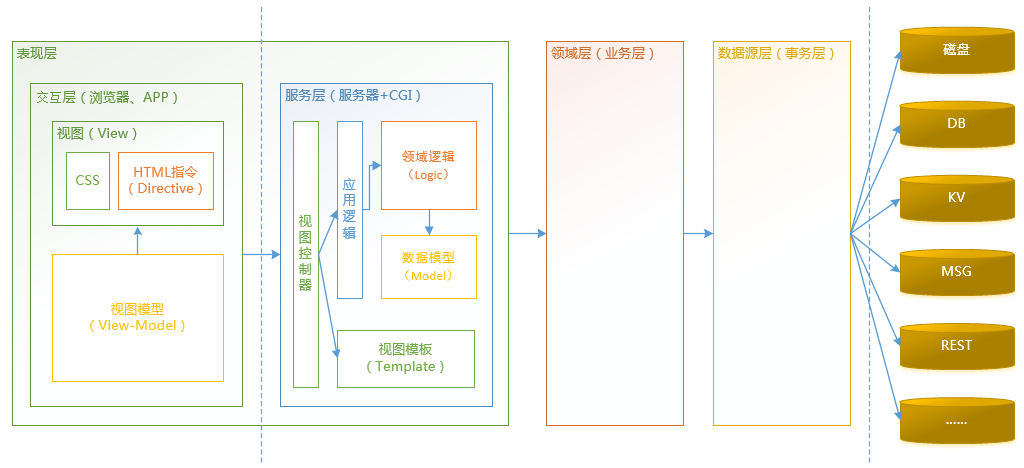 表现层
交互层（浏览器、APP）
视图（View）
CSS
HTML指令
（Directive）
视图模型
（View-Model）
服务层（服务器+CGI）
视图控制器
应用逻辑
领域逻辑
（Logic）
数据模型
（Model）
视图模板
（Template）
领域层（业务层）
数据源层（事务层）
磁盘
DB
KV
MSG
REST
……